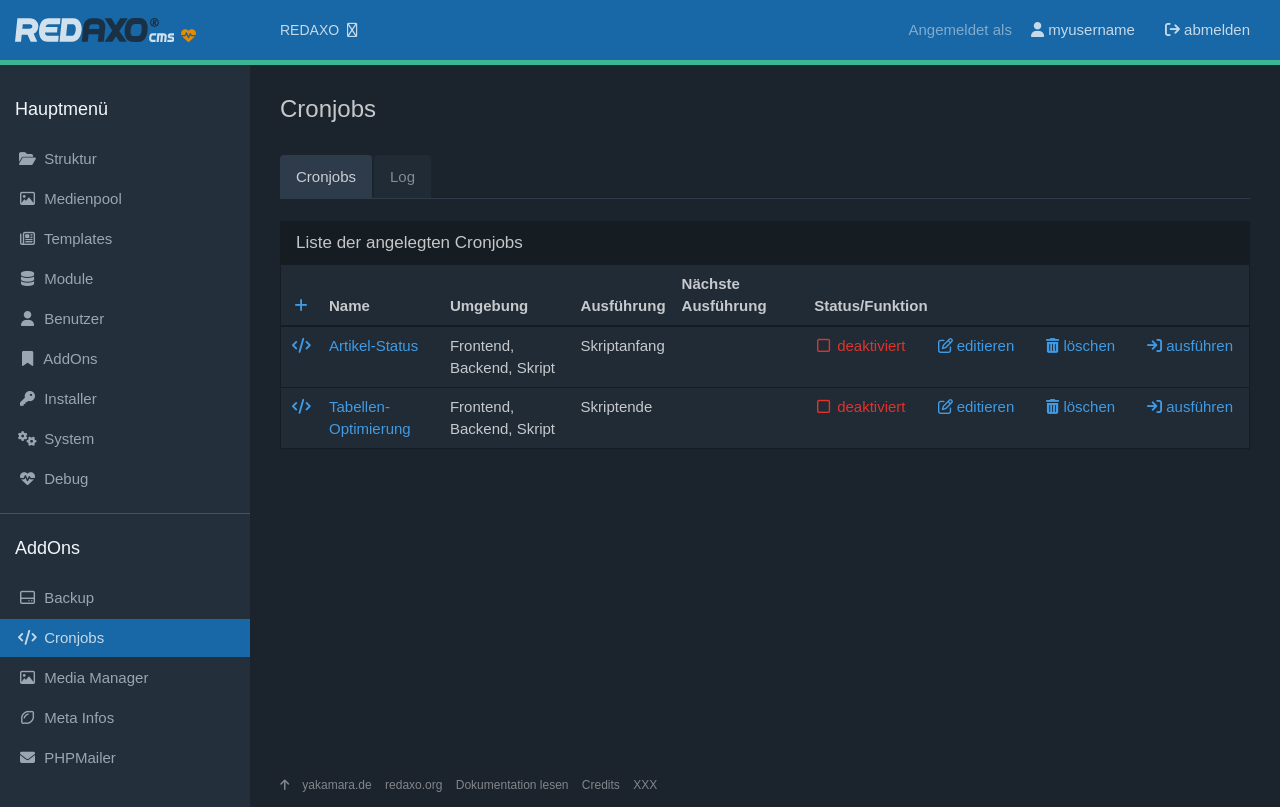 REDAXO® cms
REDAXO
Angemeldet als myusername abmelden
Hauptmenü
Struktur
Medienpool
Templates
Module
Benutzer
AddOns
Installer
System
Debug
AddOns
Backup
Cronjobs
Media Manager
Meta Infos
PHPMailer
Cronjobs
Cronjobs Log
Liste der angelegten Cronjobs
Name Umgebung Ausführung Nächste Ausführung Status/Funktion
Artikel-Status Frontend, Backend, Skript Skriptanfang deaktiviert editieren löschen ausführen
Tabellen-Optimierung Frontend, Backend, Skript Skriptende deaktiviert editieren löschen ausführen
yakamara.de redaxo.org Dokumentation lesen Credits XXX